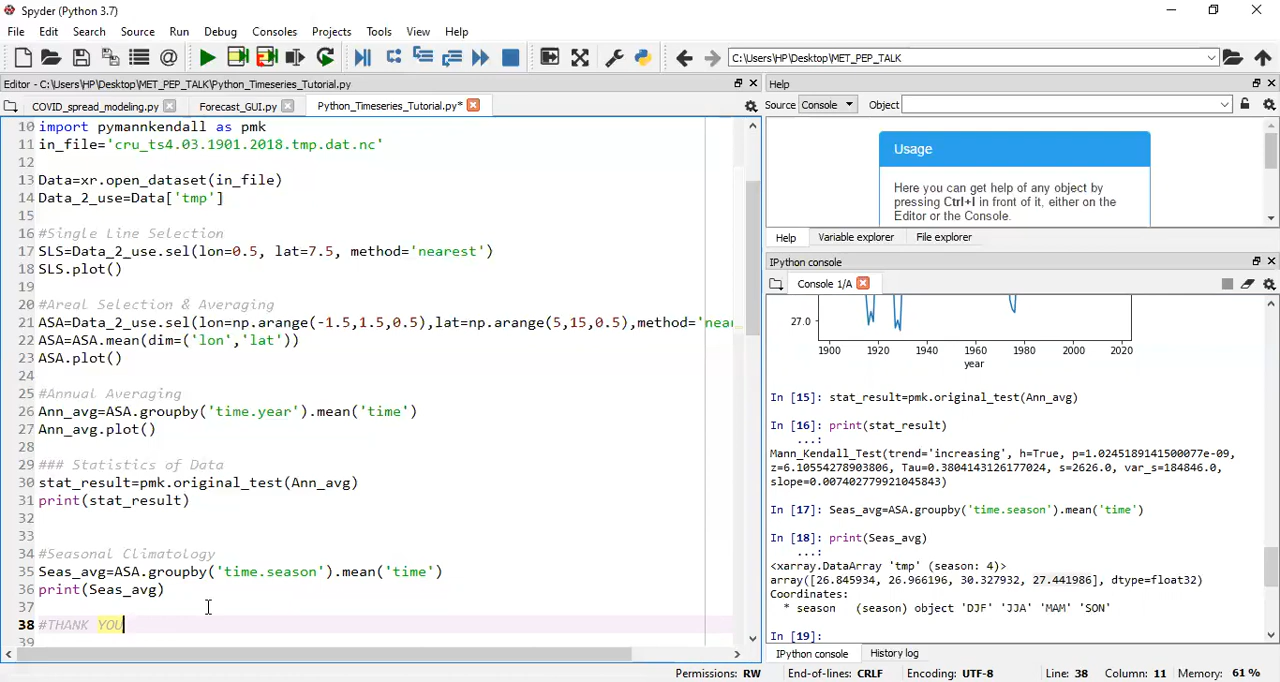 Spyder (Python 3.7)
File Edit Search Source Run Debug Consoles Projects Tools View Help
C:\Users\HP\Desktop\MET_PEP_TALK
Editor - C:\Users\HP\Desktop\MET_PEP_TALK\Python_Timeseries_Tutorial.py
COVID_spread_modeling.py Forecast_GUI.py Python_Timeseries_Tutorial.py*
10 import pymannkendall as pmk
11 in_file='cru_ts4.03.1901.2018.tmp.dat.nc'
12
13 Data=xr.open_dataset(in_file)
14 Data_2_use=Data['tmp']
15
16 #Single Line Selection
17 SLS=Data_2_use.sel(lon=0.5, lat=7.5, method='nearest')
18 SLS.plot()
19
20 #Areal Selection & Averaging
21 ASA=Data_2_use.sel(lon=np.arange(-1.5,1.5,0.5),lat=np.arange(5,15,0.5),method='near
22 ASA=ASA.mean(dim=('lon','lat'))
23 ASA.plot()
24
25 #Annual Averaging
26 Ann_avg=ASA.groupby('time.year').mean('time')
27 Ann_avg.plot()
28
29 ### Statistics of Data
30 stat_result=pmk.original_test(Ann_avg)
31 print(stat_result)
32
33
34 #Seasonal Climatology
35 Seas_avg=ASA.groupby('time.season').mean('time')
36 print(Seas_avg)
37
38 #THANK YOU
39
Help
Source Console Object
Usage
Here you can get help of any object by
pressing Ctrl+I in front of it, either on the
Editor or the Console.
Help Variable explorer File explorer
IPython console
Console 1/A
27.0
1900 1920 1940 1960 1980 2000 2020
year
In [15]: stat_result=pmk.original_test(Ann_avg)
In [16]: print(stat_result)
...:
Mann_Kendall_Test(trend='increasing', h=True, p=1.0245189141500077e-09,
z=6.10554278903806, Tau=0.3804143126177024, s=2626.0, var_s=184846.0,
slope=0.007402779921045843)
In [17]: Seas_avg=ASA.groupby('time.season').mean('time')
In [18]: print(Seas_avg)
...:
<xarray.DataArray 'tmp' (season: 4)>
array([26.845934, 26.966196, 30.327932, 27.441986], dtype=float32)
Coordinates:
* season (season) object 'DJF' 'JJA' 'MAM' 'SON'
In [19]:
IPython console History log
Permissions: RW End-of-lines: CRLF Encoding: UTF-8 Line: 38 Column: 11 Memory: 61 %